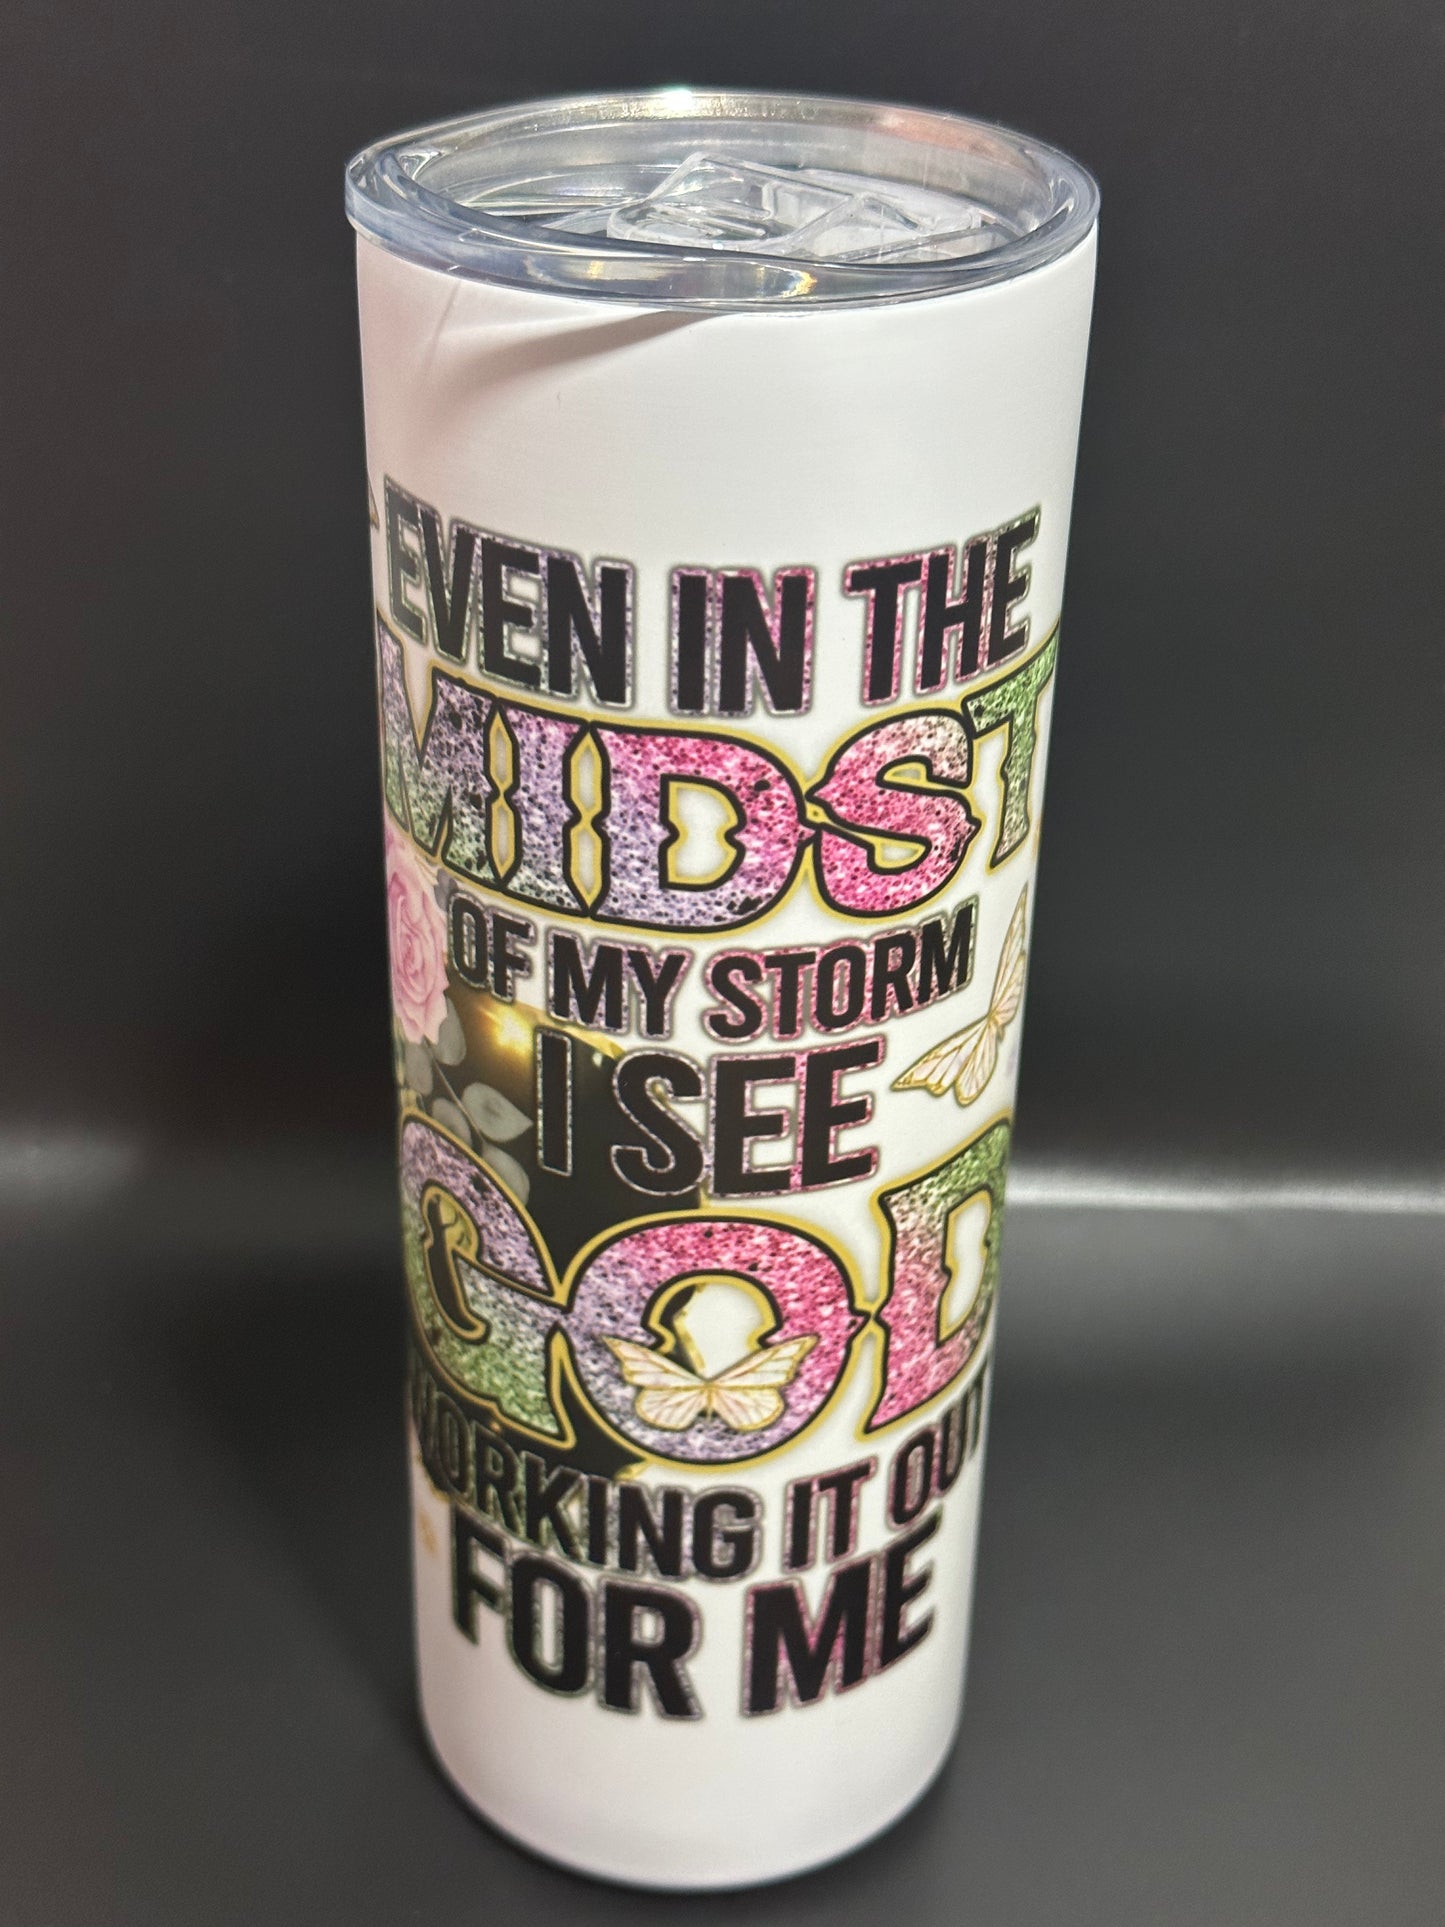 EVEN IN THE
MIDST
OF MY STORM
I SEE
GOD
WORKING IT OUT
FOR ME